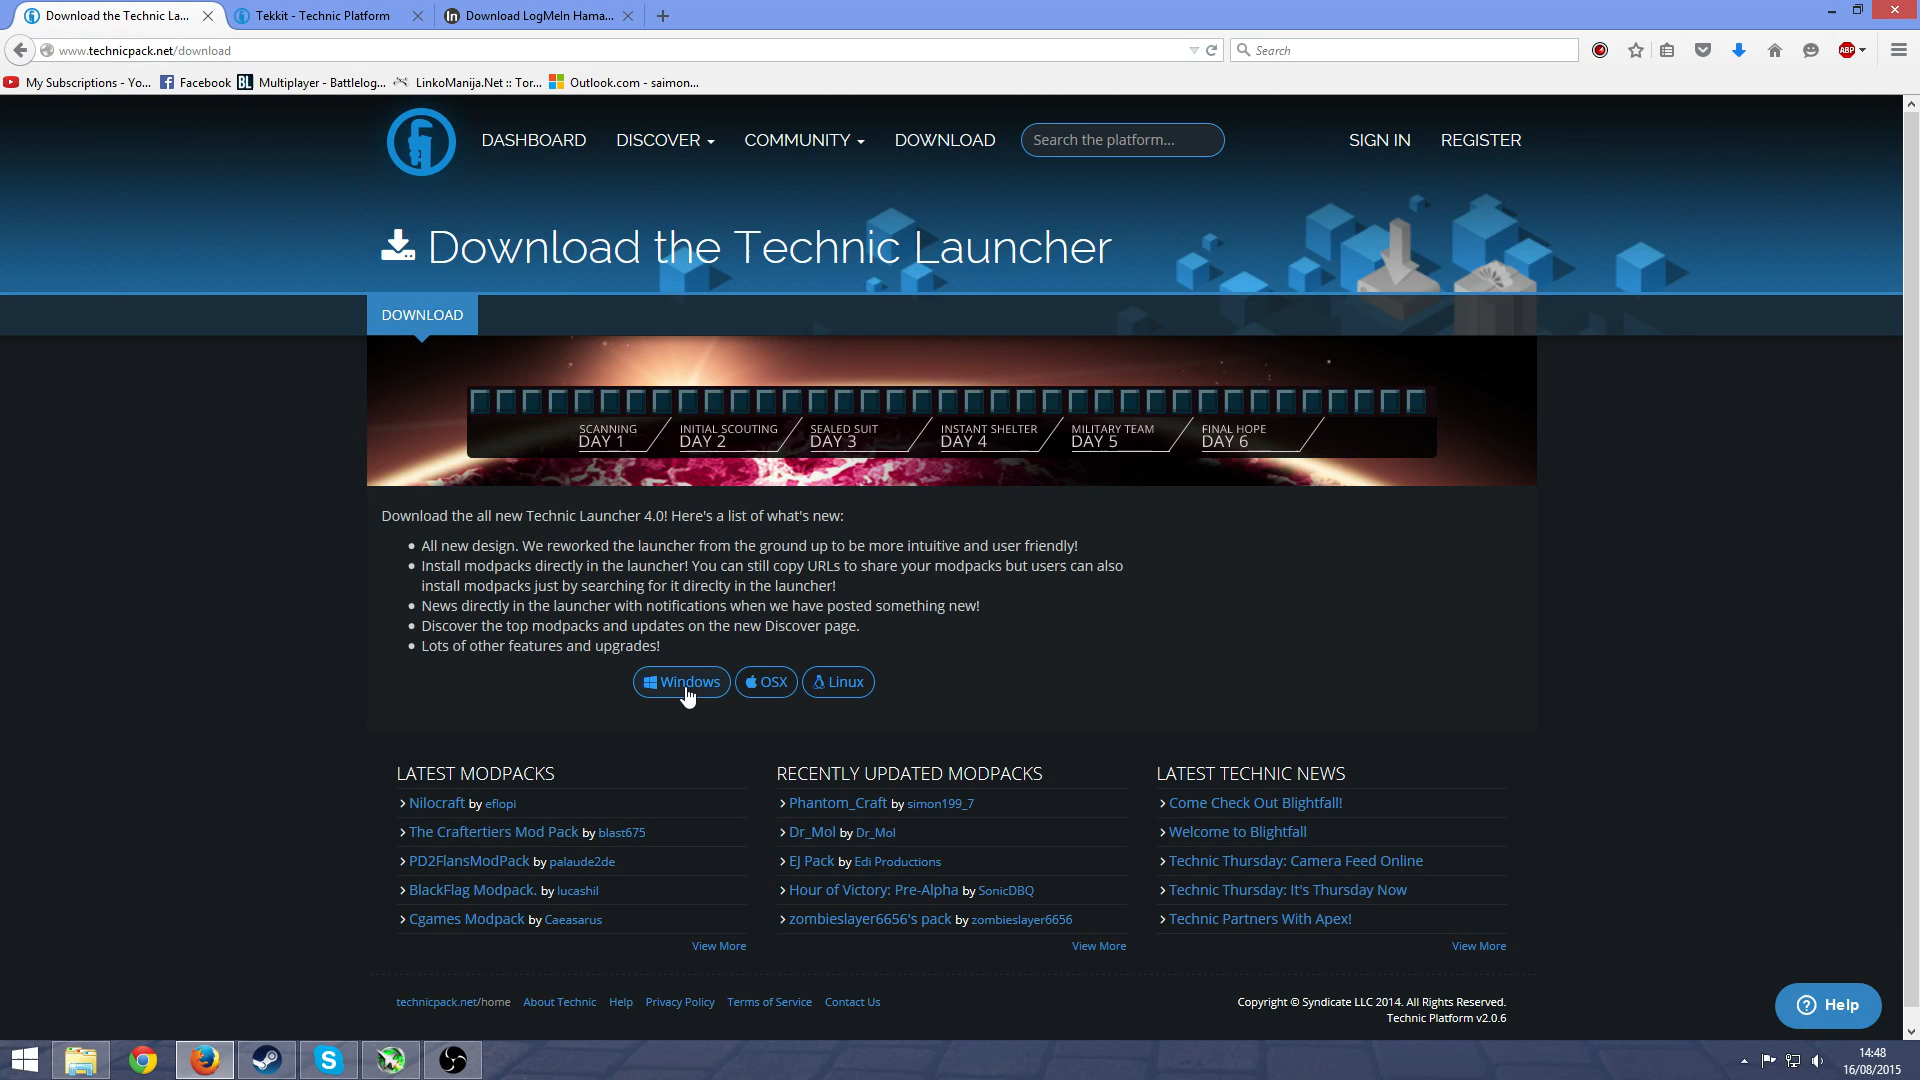 Download the Technic La...
Tekkit - Technic Platform
Download LogMeIn Hama...
www.technicpack.net/download
Search
ABP
My Subscriptions - Yo...
Facebook
BL Multiplayer - Battlelog...
LinkoManija.Net :: Tor...
Outlook.com - saimon...
DASHBOARD
DISCOVER
COMMUNITY
DOWNLOAD
Search the platform...
SIGN IN
REGISTER
Download the Technic Launcher
DOWNLOAD
SCANNING
DAY 1
INITIAL SCOUTING
DAY 2
SEALED SUIT
DAY 3
INSTANT SHELTER
DAY 4
MILITARY TEAM
DAY 5
FINAL HOPE
DAY 6
Download the all new Technic Launcher 4.0! Here's a list of what's new:
All new design. We reworked the launcher from the ground up to be more intuitive and user friendly!
Install modpacks directly in the launcher! You can still copy URLs to share your modpacks but users can also
install modpacks just by searching for it direclty in the launcher!
News directly in the launcher with notifications when we have posted something new!
Discover the top modpacks and updates on the new Discover page.
Lots of other features and upgrades!
Windows
OSX
Linux
LATEST MODPACKS
Nilocraft by eflopi
The Craftertiers Mod Pack by blast675
PD2FlansModPack by palaude2de
BlackFlag Modpack. by lucashil
Cgames Modpack by Caeasarus
View More
RECENTLY UPDATED MODPACKS
Phantom_Craft by simon199_7
Dr_Mol by Dr_Mol
EJ Pack by Edi Productions
Hour of Victory: Pre-Alpha by SonicDBQ
zombieslayer6656's pack by zombieslayer6656
View More
LATEST TECHNIC NEWS
Come Check Out Blightfall!
Welcome to Blightfall
Technic Thursday: Camera Feed Online
Technic Thursday: It's Thursday Now
Technic Partners With Apex!
View More
technicpack.net/home
About Technic
Help
Privacy Policy
Terms of Service
Contact Us
Copyright © Syndicate LLC 2014. All Rights Reserved.
Technic Platform v2.0.6
Help
14:48
16/08/2015